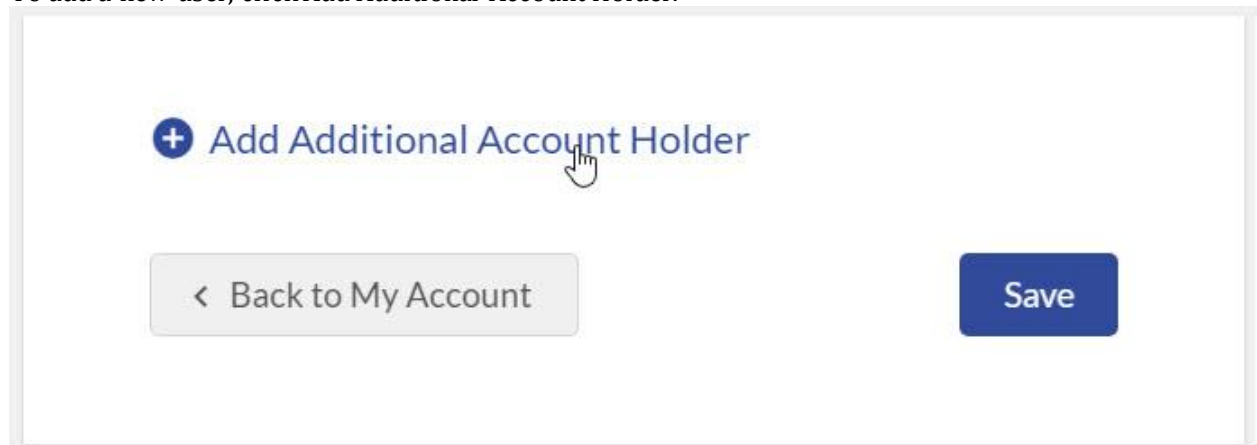 To add a new user, click Add Additional Account Holder.
Add Additional Account Holder
< Back to My Account
Save